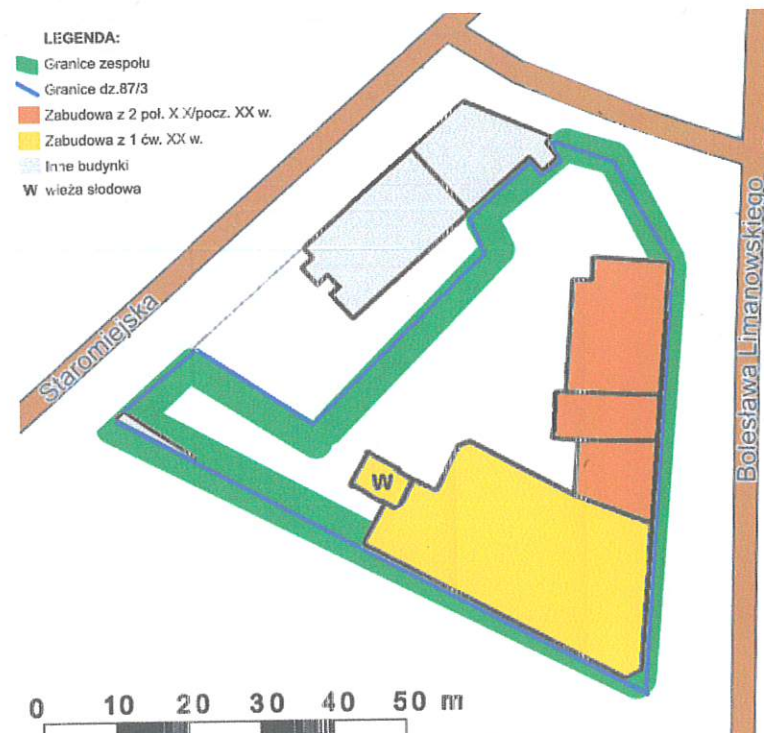 LEGENDA:
Granice zespołu
Granice dz.87/3
Zabudowa z 2 poł. X X/pocz. XX w.
Zabudowa z 1 ćw. XX w.
Inne budynki
W wieża słodowa
Staromiejska
Bolesława Limanowskiego
W
0 10 20 30 40 50 m